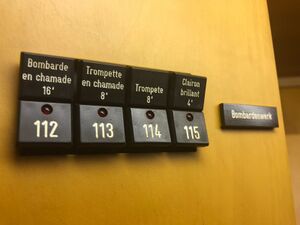 Bombarde
en chamade
16'
Trompette
en chamade
8'
Trompete
8'
Clairon
brillant
4'
112
113
114
115
Bombardenwerk